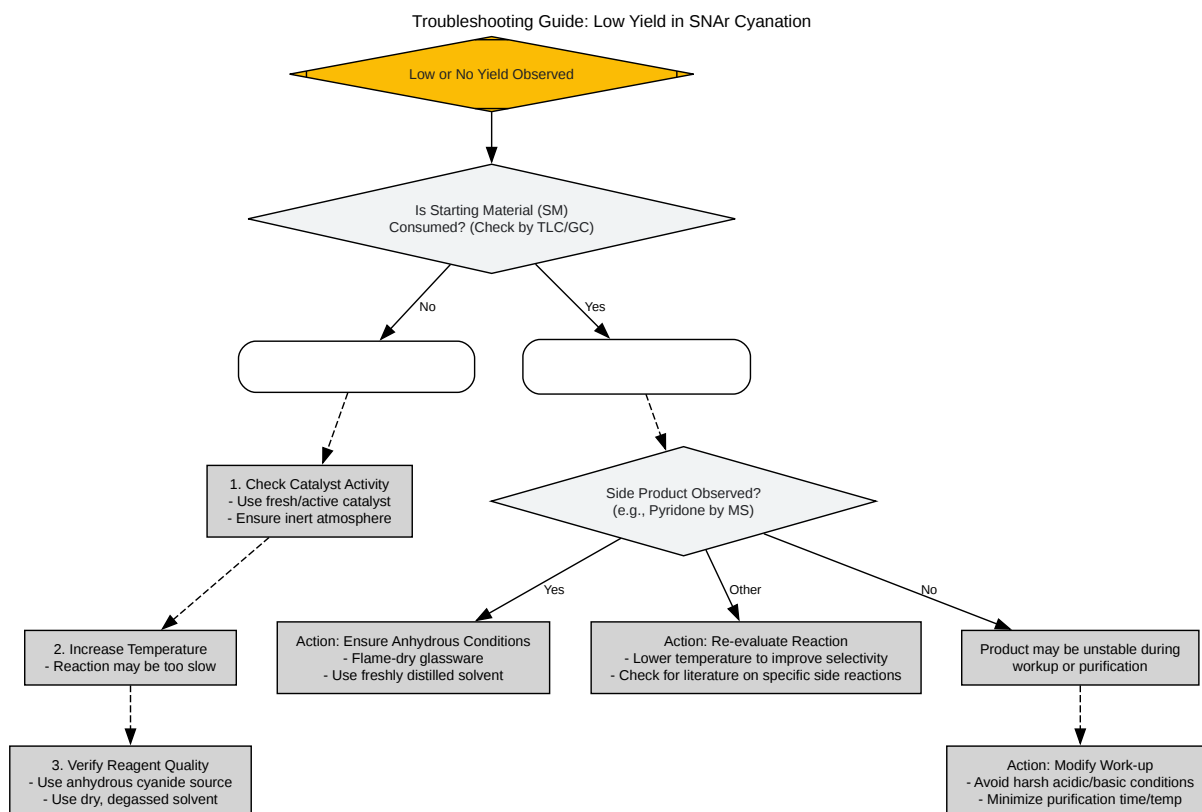 Troubleshooting Guide: Low Yield in SNAr Cyanation
Low or No Yield Observed
Is Starting Material (SM)
Consumed? (Check by TLC/GC)
No
Yes
1. Check Catalyst Activity
- Use fresh/active catalyst
- Ensure inert atmosphere
Side Product Observed?
(e.g., Pyridone by MS)
Yes
Other
No
2. Increase Temperature
- Reaction may be too slow
Action: Ensure Anhydrous Conditions
- Flame-dry glassware
- Use freshly distilled solvent
Action: Re-evaluate Reaction
- Lower temperature to improve selectivity
- Check for literature on specific side reactions
Product may be unstable during
workup or purification
3. Verify Reagent Quality
- Use anhydrous cyanide source
- Use dry, degassed solvent
Action: Modify Work-up
- Avoid harsh acidic/basic conditions
- Minimize purification time/temp